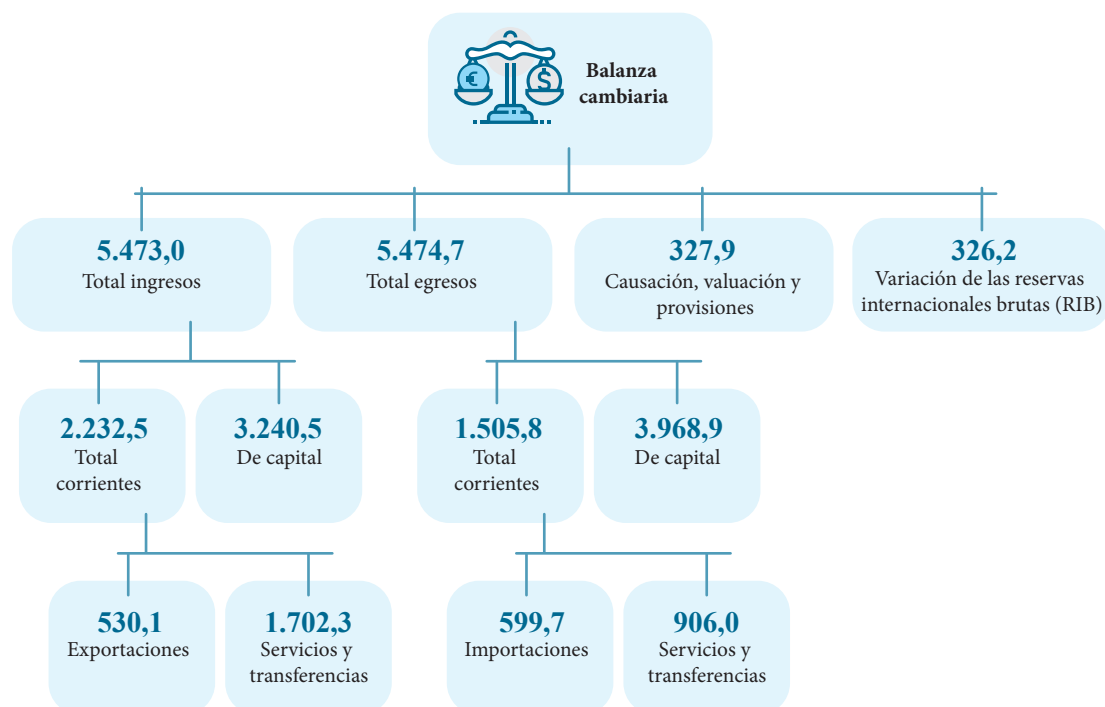 Balanza
cambiaria
€
$
5.473,0
Total ingresos
5.474,7
Total egresos
327,9
Causación, valuación y
provisiones
326,2
Variación de las reservas
internacionales brutas (RIB)
2.232,5
Total
corrientes
3.240,5
De capital
1.505,8
Total
corrientes
3.968,9
De capital
530,1
Exportaciones
1.702,3
Servicios y
transferencias
599,7
Importaciones
906,0
Servicios y
transferencias